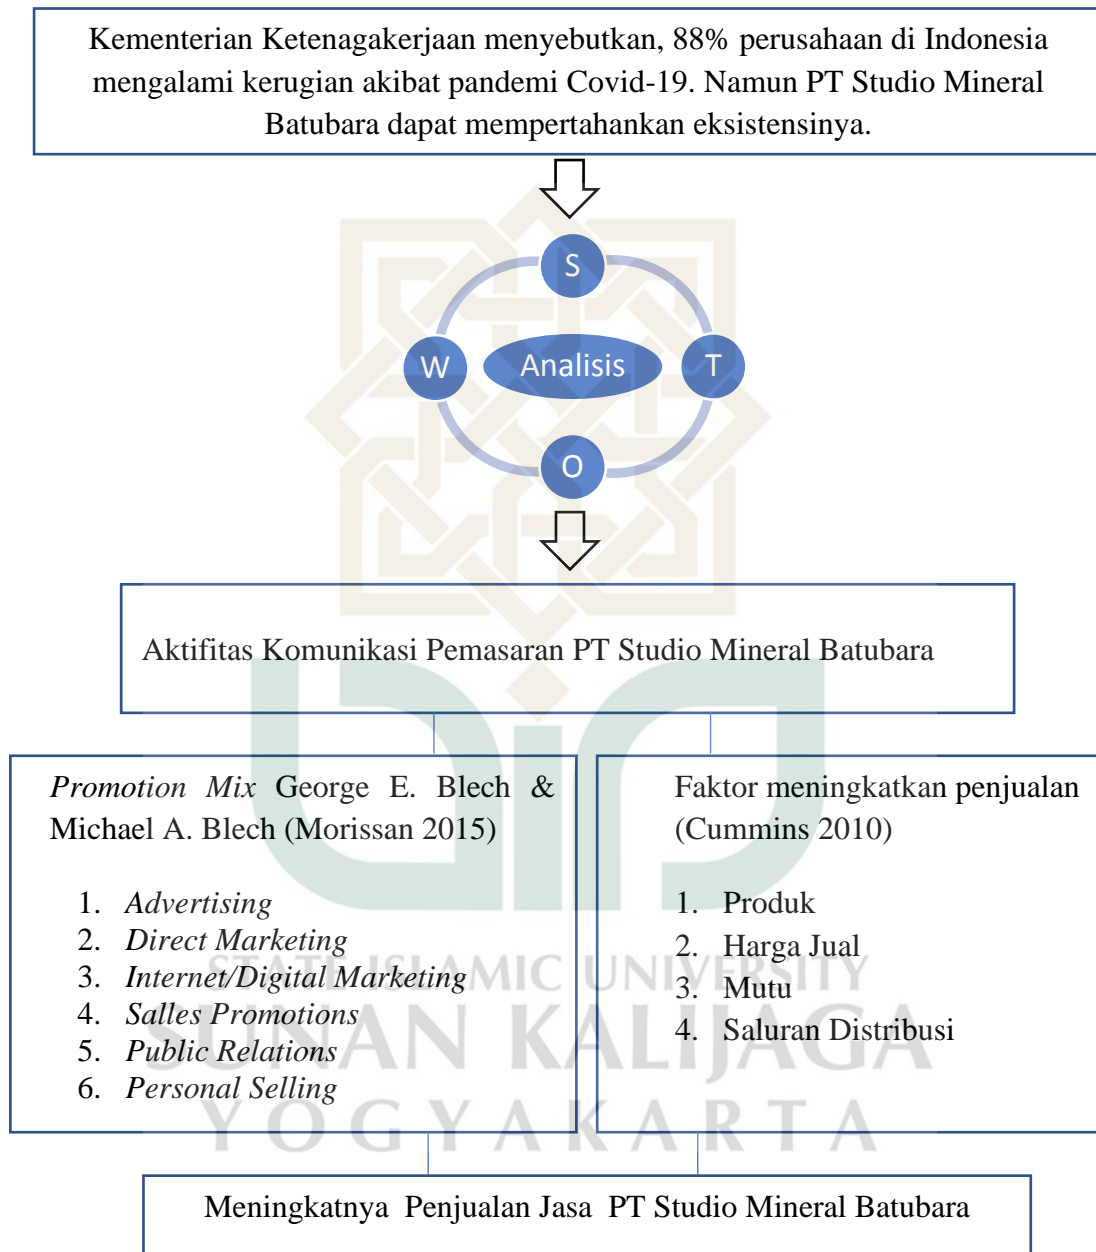 Kementerian Ketenagakerjaan menyebutkan, 88% perusahaan di Indonesia
mengalami kerugian akibat pandemi Covid-19. Namun PT Studio Mineral
Batubara dapat mempertahankan eksistensinya.
S
W
Analisis
T
O
Aktifitas Komunikasi Pemasaran PT Studio Mineral Batubara
Promotion Mix George E. Blech &
Michael A. Blech (Morissan 2015)
1. Advertising
2. Direct Marketing
3. Internet/Digital Marketing
4. Salles Promotions
5. Public Relations
6. Personal Selling
Faktor meningkatkan penjualan
(Cummins 2010)
1. Produk
2. Harga Jual
3. Mutu
4. Saluran Distribusi
STATE ISLAMIC UNIVERSITY
SUNAN KALIJAGA
YOGYAKARTA
Meningkatnya Penjualan Jasa PT Studio Mineral Batubara